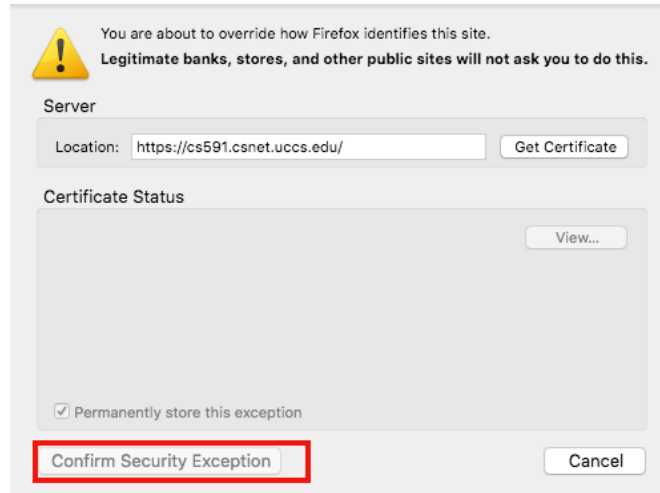 You are about to override how Firefox identifies this site.
Legitimate banks, stores, and other public sites will not ask you to do this.
Server
Location: https://cs591.csnet.uccs.edu/ Get Certificate
Certificate Status
View...
Permanently store this exception
Confirm Security Exception Cancel